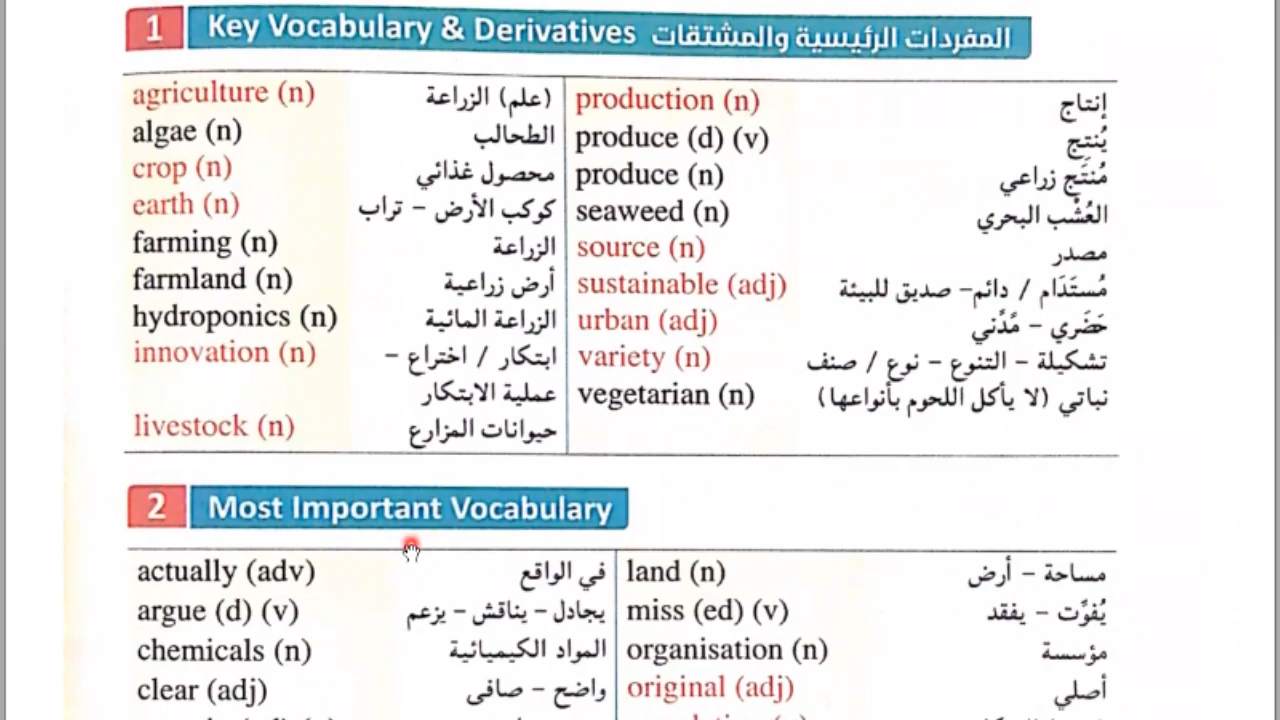 1 Key Vocabulary & Derivatives المفردات الرئيسية والمشتقات
agriculture (n) (علم) الزراعة
algae (n) الطحالب
crop (n) محصول غذائي
earth (n) كوكب الأرض – تراب
farming (n) الزراعة
farmland (n) أرض زراعية
hydroponics (n) الزراعة المائية
innovation (n) ابتكار / اختراع –
عملية الابتكار
livestock (n) حيوانات المزارع
production (n) إنتاج
produce (d) (v) يُنتِج
produce (n) مُنتَج زراعي
seaweed (n) العُشْب البحري
source (n) مصدر
sustainable (adj) مُستَدَام / دائم– صديق للبيئة
urban (adj) حَضَري – مَدَني
variety (n) تشكيلة – التنوع – نوع / صنف
vegetarian (n) نباتي (لا يأكل اللحوم بأنواعها)
2 Most Important Vocabulary
actually (adv) في الواقع
argue (d) (v) يجادل – يناقش – يزعم
chemicals (n) المواد الكيميائية
clear (adj) واضح – صافى
land (n) مساحة – أرض
miss (ed) (v) يُفوِّت – يفقد
organisation (n) مؤسسة
original (adj) أصلي